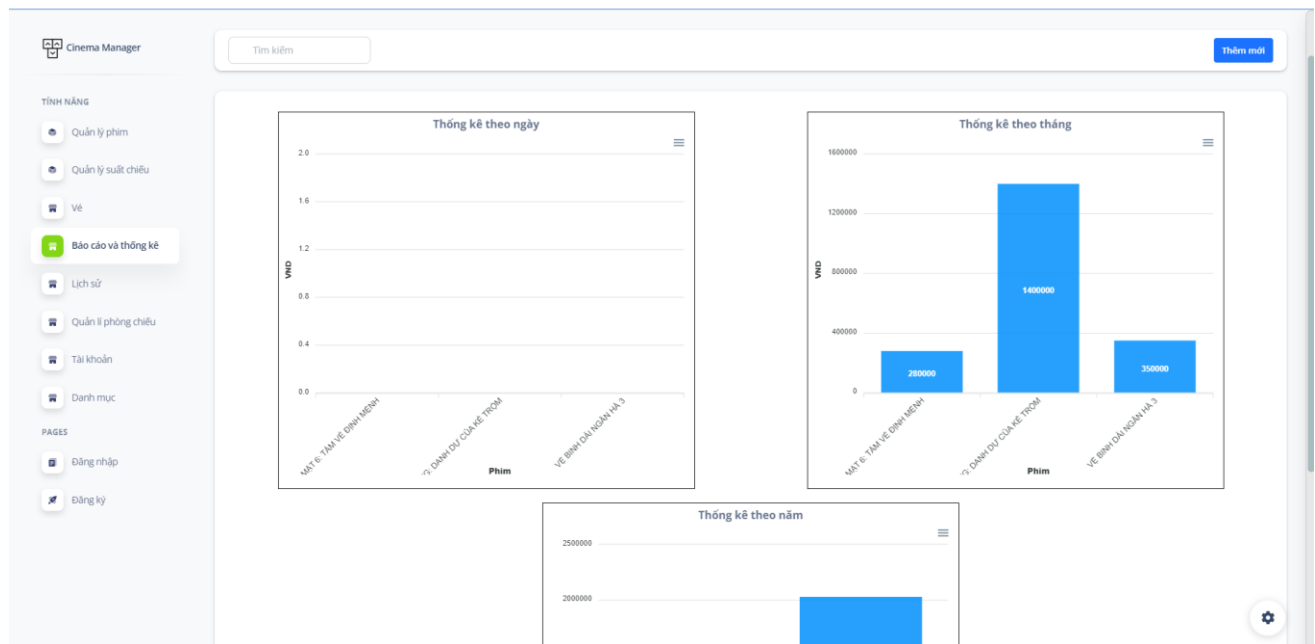 Cinema Manager
Tìm kiếm
Thêm mới
TÍNH NĂNG
Quản lý phim
Quản lý suất chiếu
Vé
Báo cáo và thống kê
Lịch sử
Quản lí phòng chiếu
Tài khoản
Danh mục
PAGES
Đăng nhập
Đăng ký
Thống kê theo ngày
2.0
1.6
1.2
0.8
0.4
0.0
VND
MẶT 6: TẤM VÉ ĐỊNH MỆNH
G: DANH DỰ CỦA KẺ TRỘM
VỆ BINH DẢI NGÂN HÀ 3
Phim
Thống kê theo tháng
1600000
1200000
800000
400000
0
VND
280000
1400000
350000
MẶT 6: TẤM VÉ ĐỊNH MỆNH
G: DANH DỰ CỦA KẺ TRỘM
VỆ BINH DẢI NGÂN HÀ 3
Phim
Thống kê theo năm
2500000
2000000